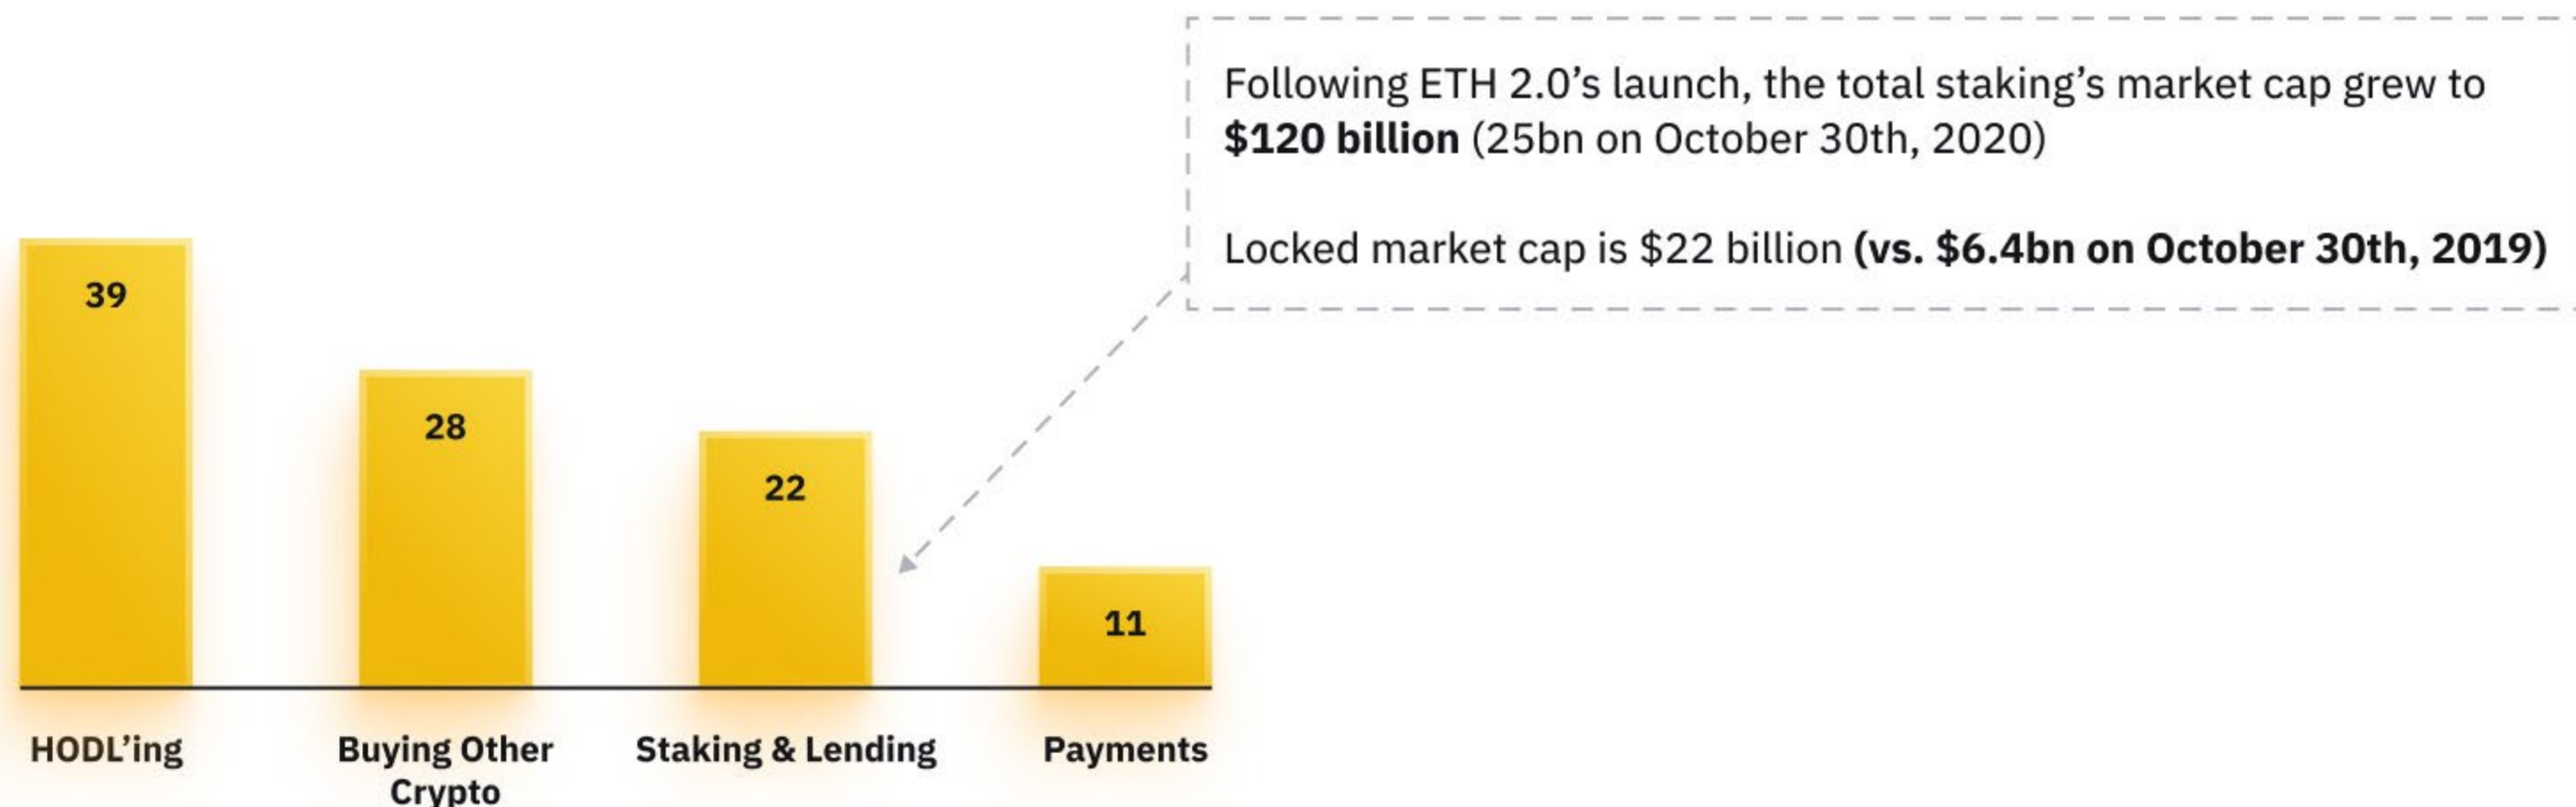 Following ETH 2.0’s launch, the total staking’s market cap grew to
$120 billion (25bn on October 30th, 2020)
Locked market cap is $22 billion (vs. $6.4bn on October 30th, 2019)
39
28
22
11
HODL’ing
Buying Other
Crypto
Staking & Lending
Payments